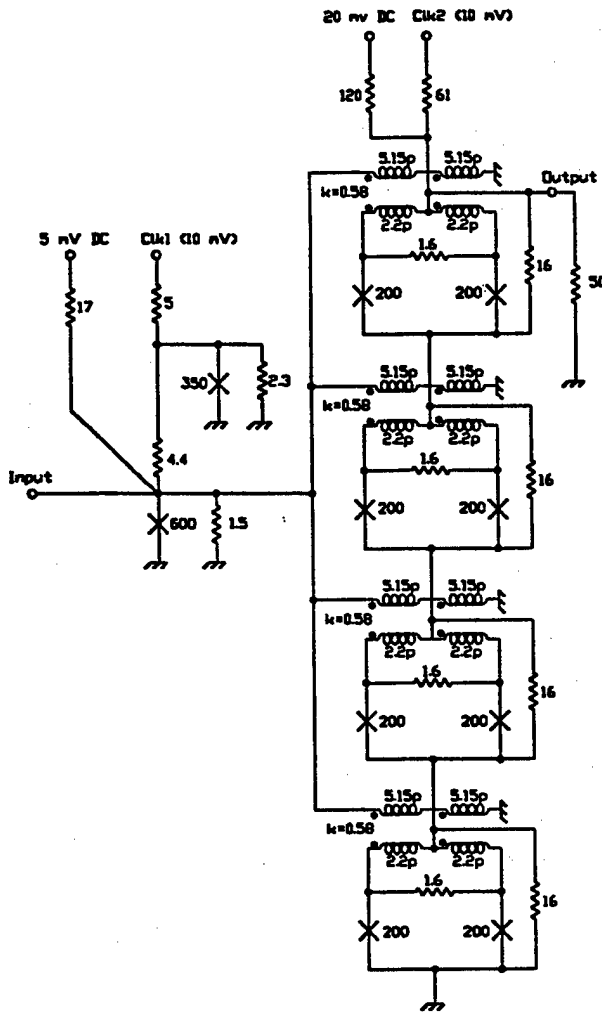 20 mv DC Clk2 (10 mV)
120
61
5.15p 5.15p
Output
k=0.58
2.2p 2.2p
5 mV DC Clk1 (10 mV)
1.6
16
50
17
5
200 200
350
2.3
5.15p 5.15p
k=0.58
2.2p 2.2p
4.4
1.6
16
Input
600
1.5
200 200
5.15p 5.15p
k=0.58
2.2p 2.2p
1.6
16
200 200
5.15p 5.15p
k=0.58
2.2p 2.2p
1.6
16
200 200